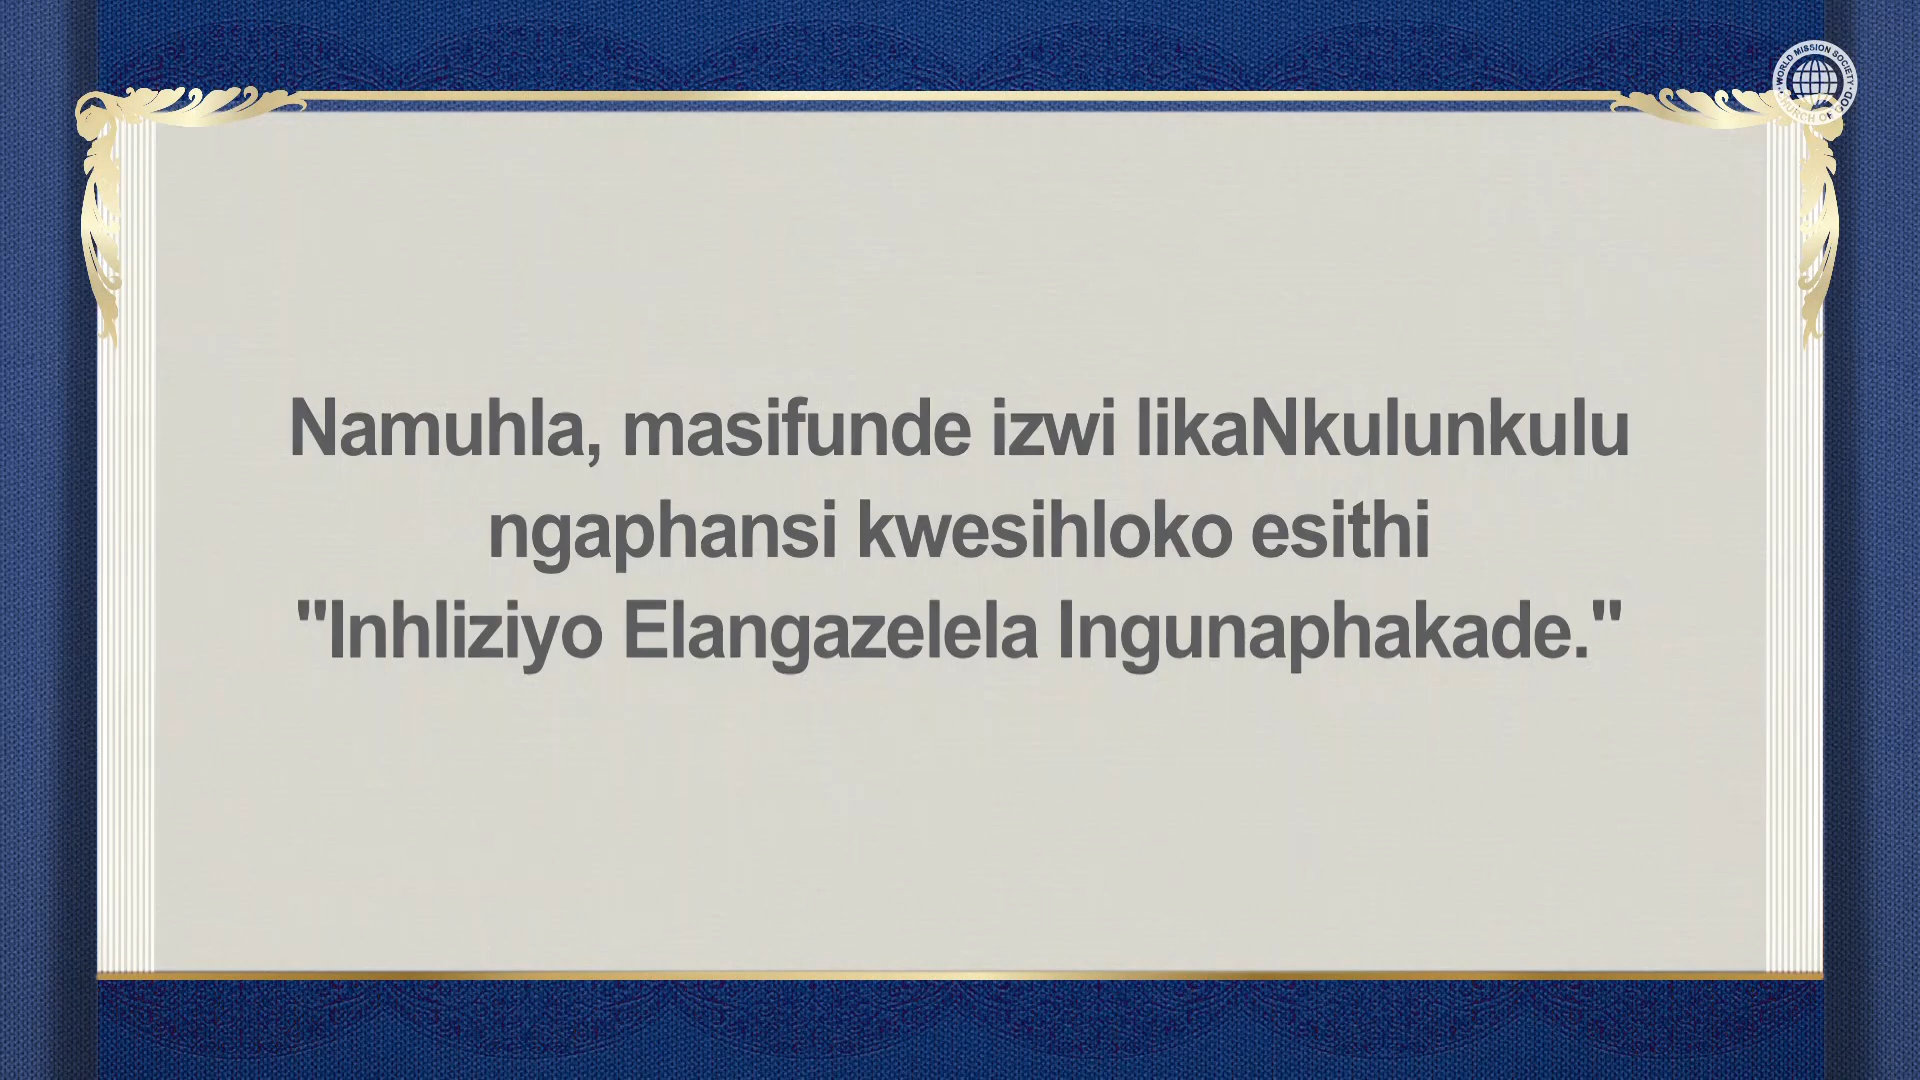 WORLD MISSION SOCIETY
CHURCH OF GOD
Namuhla, masifunde izwi likaNkulunkulu
ngaphansi kwesihloko esithi
"Inhliziyo Elangazelela Ingunaphakade."